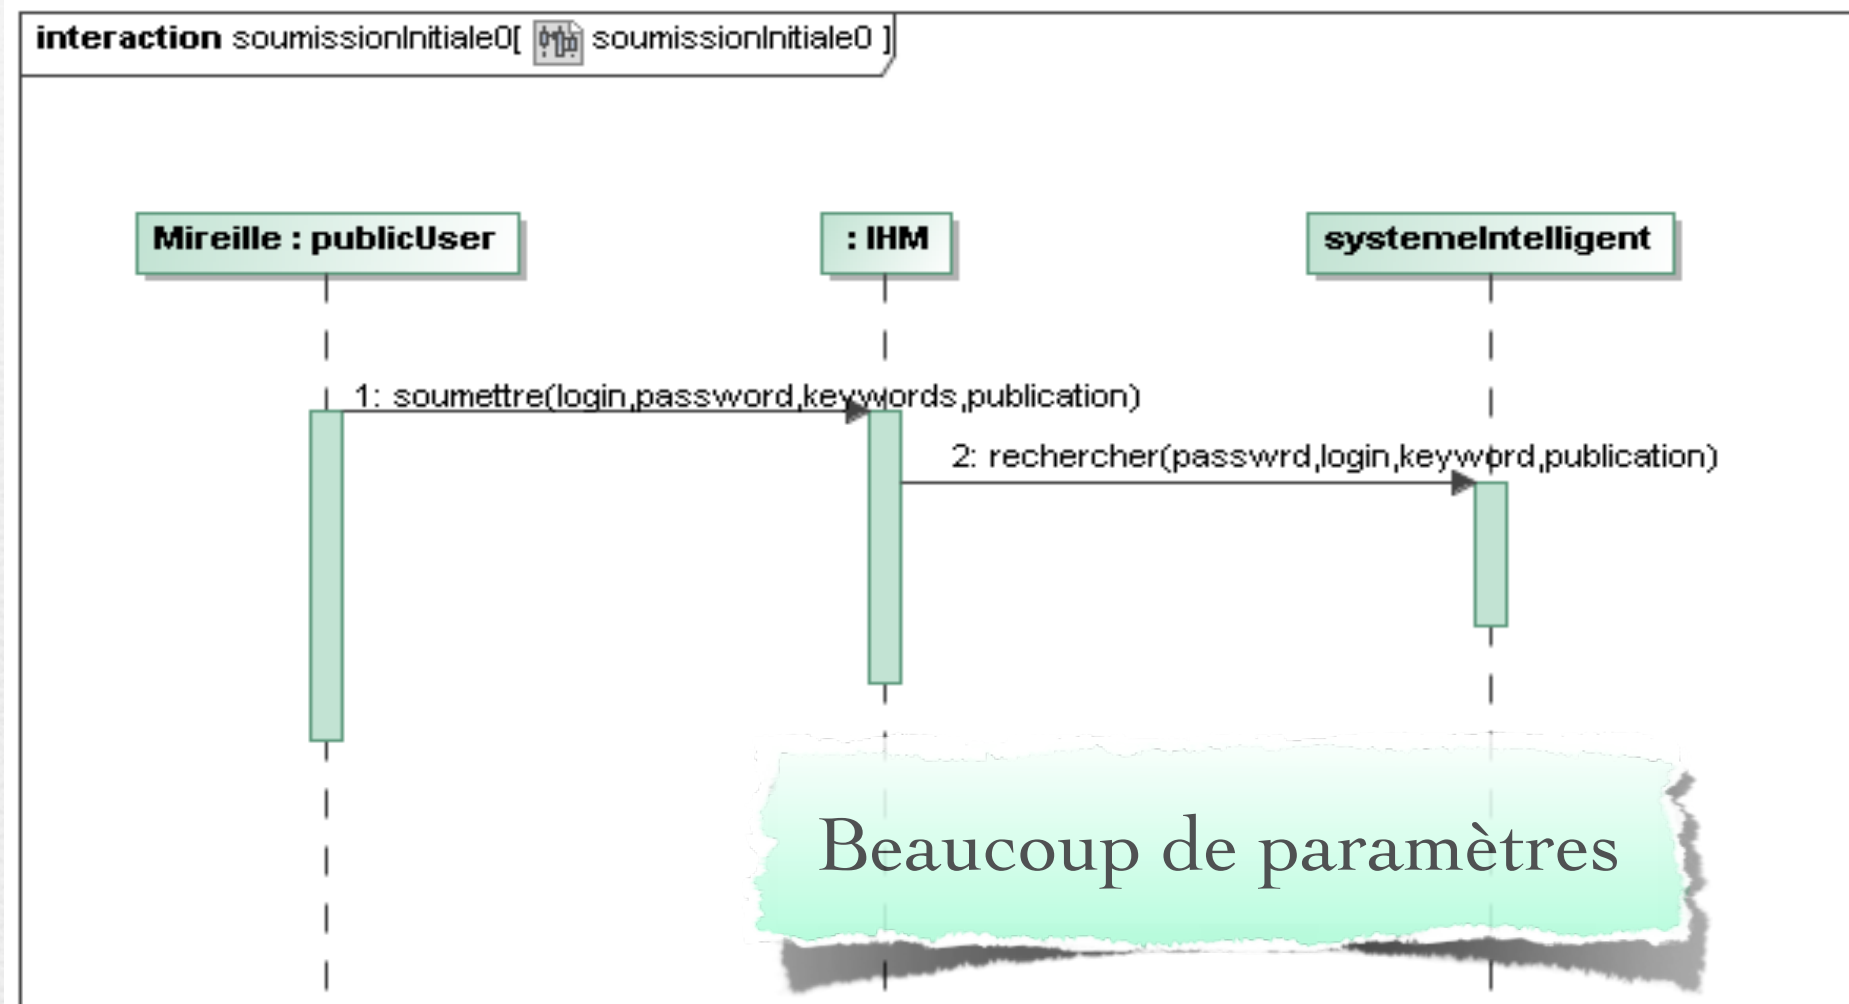 interaction soumissionInitiale0[ soumissionInitiale0 ]
Mireille : publicUser
: IHM
systemeIntelligent
1: soumettre(login,password,keywords,publication)
2: rechercher(passwrd,login,keyword,publication)
Beaucoup de paramètres